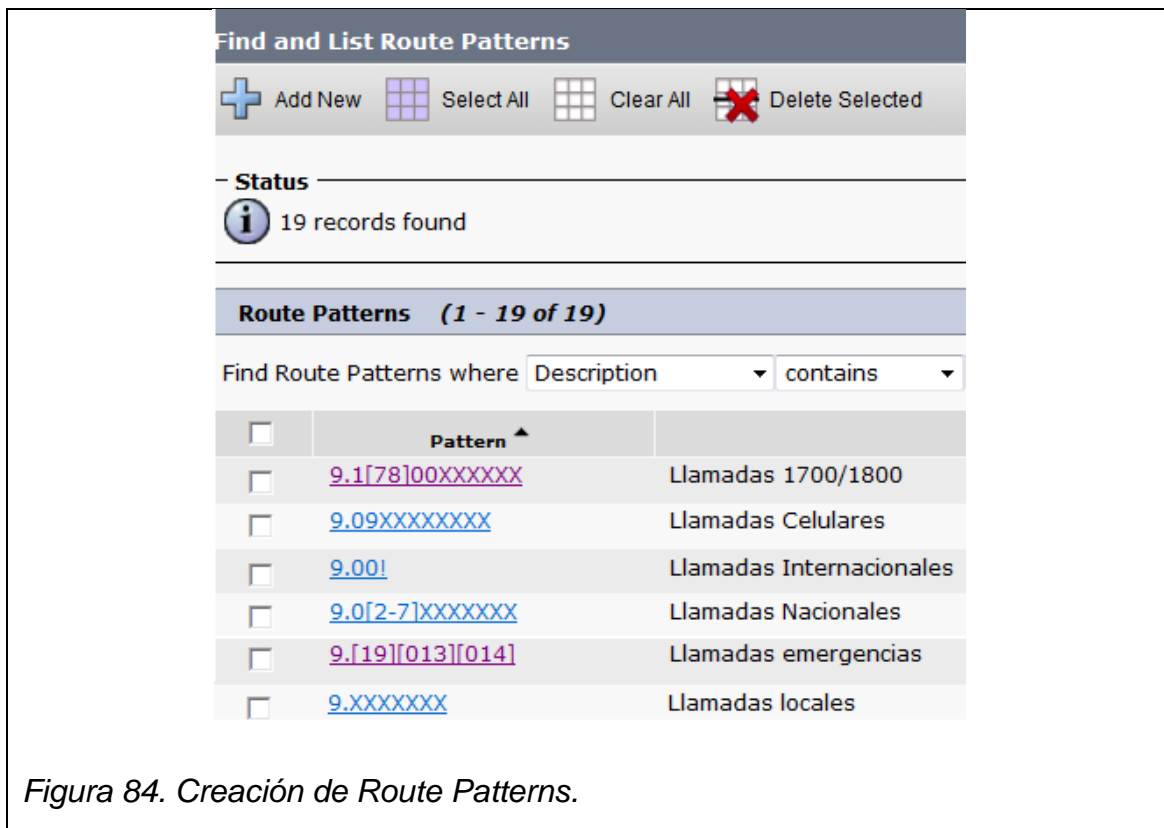 Find and List Route Patterns
Add New Select All Clear All Delete Selected
Status
19 records found
Route Patterns (1 - 19 of 19)
Find Route Patterns where Description contains
Pattern
9.1[78]00XXXXXX Llamadas 1700/1800
9.09XXXXXXXX Llamadas Celulares
9.00! Llamadas Internacionales
9.0[2-7]XXXXXXX Llamadas Nacionales
9.[19][013][014] Llamadas emergencias
9.XXXXXXX Llamadas locales
Figura 84. Creación de Route Patterns.